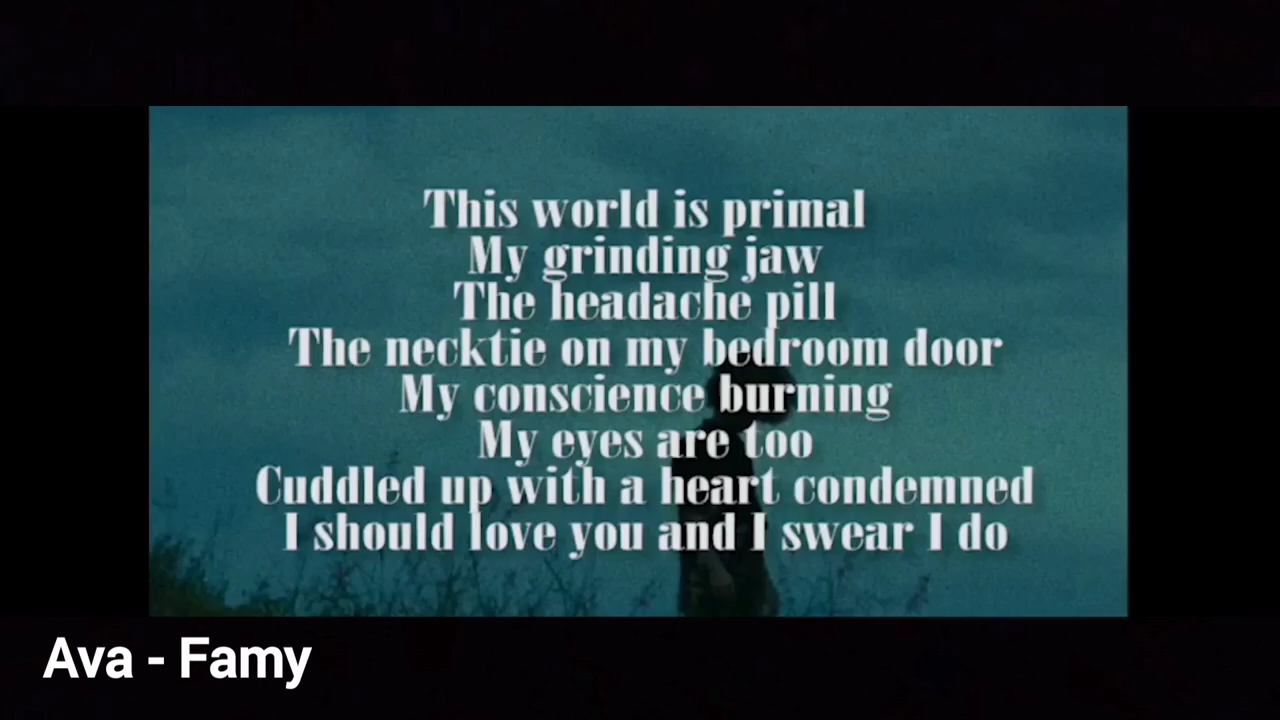 This world is primal
My grinding jaw
The headache pill
The necktie on my bedroom door
My conscience burning
My eyes are too
Cuddled up with a heart condemned
I should love you and I swear I do
Ava - Famy